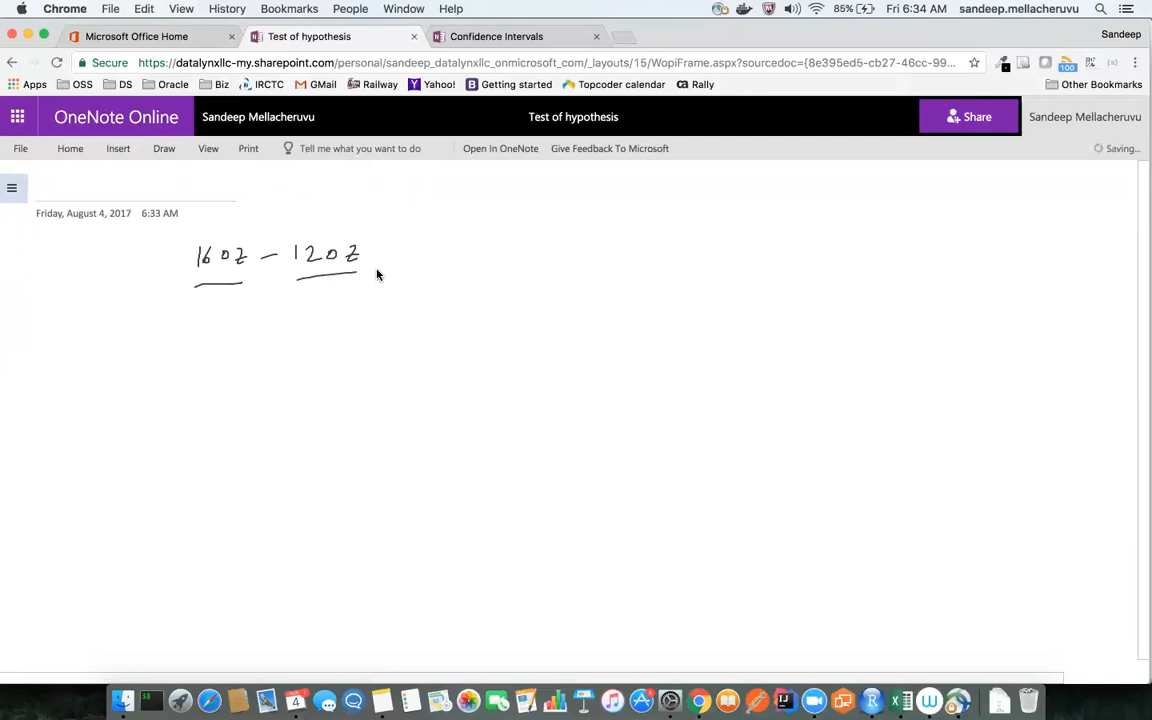 Chrome File Edit View History Bookmarks People Window Help 85% Fri 6:34 AM sandeep.mellacheruvu
Microsoft Office Home Test of hypothesis Confidence Intervals Sandeep
Secure https://datalynxllc-my.sharepoint.com/personal/sandeep_datalynxllc_onmicrosoft_com/_layouts/15/WopiFrame.aspx?sourcedoc={8e395ed5-cb27-46cc-99... 100
Apps OSS DS Oracle Biz IRCTC GMail Railway Yahoo! Getting started Topcoder calendar Rally Other Bookmarks
OneNote Online Sandeep Mellacheruvu Test of hypothesis Share Sandeep Mellacheruvu
File Home Insert Draw View Print Tell me what you want to do Open In OneNote Give Feedback To Microsoft Saving...
Friday, August 4, 2017 6:33 AM
16oz - 12oz